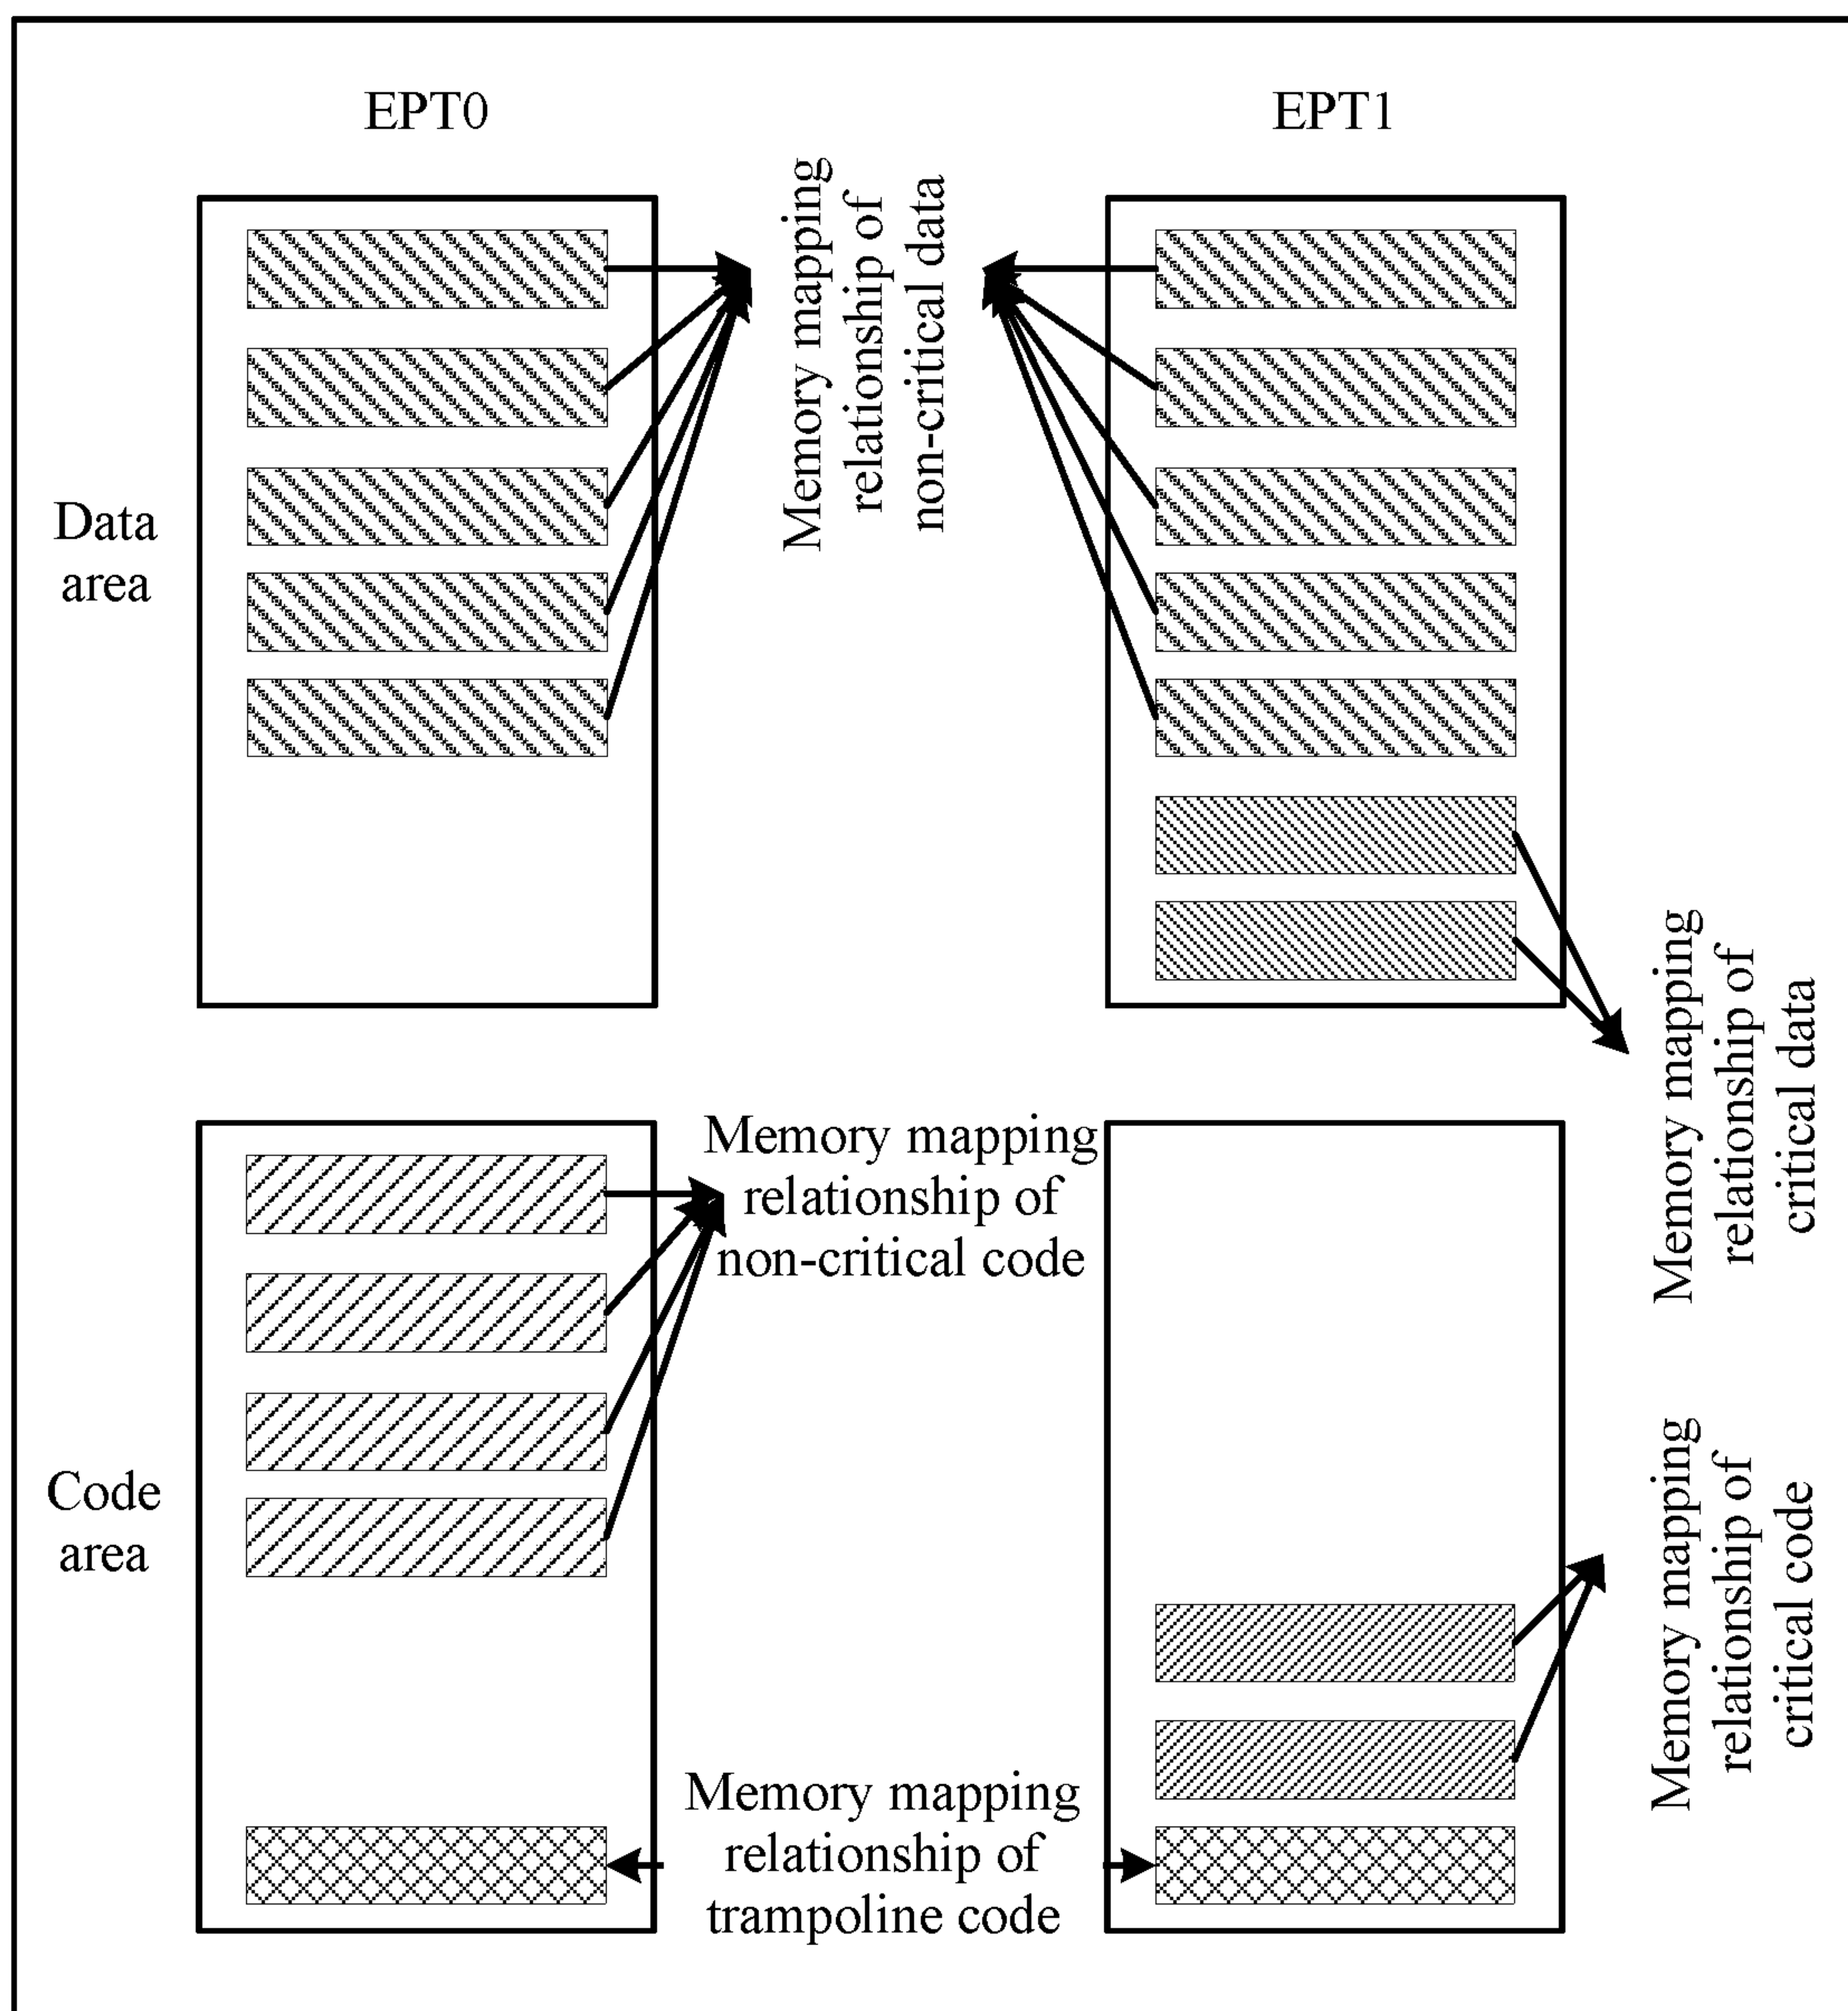 EPT0
EPT1
Memory mapping
relationship of
non-critical data
Data
area
Memory mapping
relationship of
critical data
Memory mapping
relationship of
non-critical code
Code
area
Memory mapping
relationship of
critical code
Memory mapping
relationship of
trampoline code